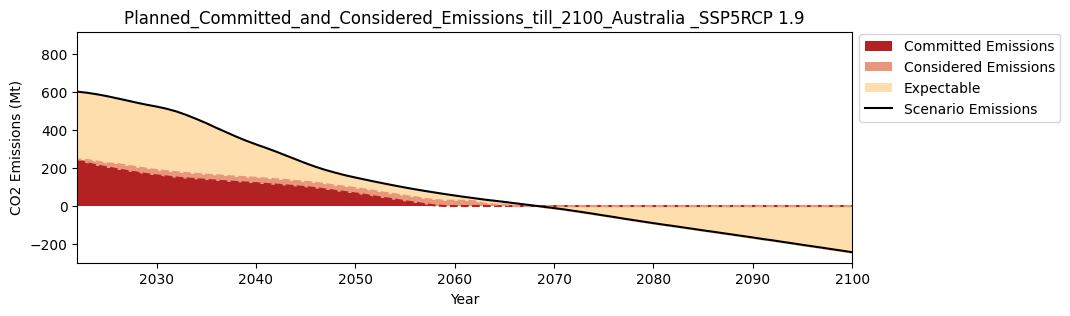 Planned_Committed_and_Considered_Emissions_till_2100_Australia _SSP5RCP 1.9
CO2 Emissions (Mt)
800
600
400
200
0
−200
2030
2040
2050
2060
2070
2080
2090
2100
Year
Committed Emissions
Considered Emissions
Expectable
Scenario Emissions